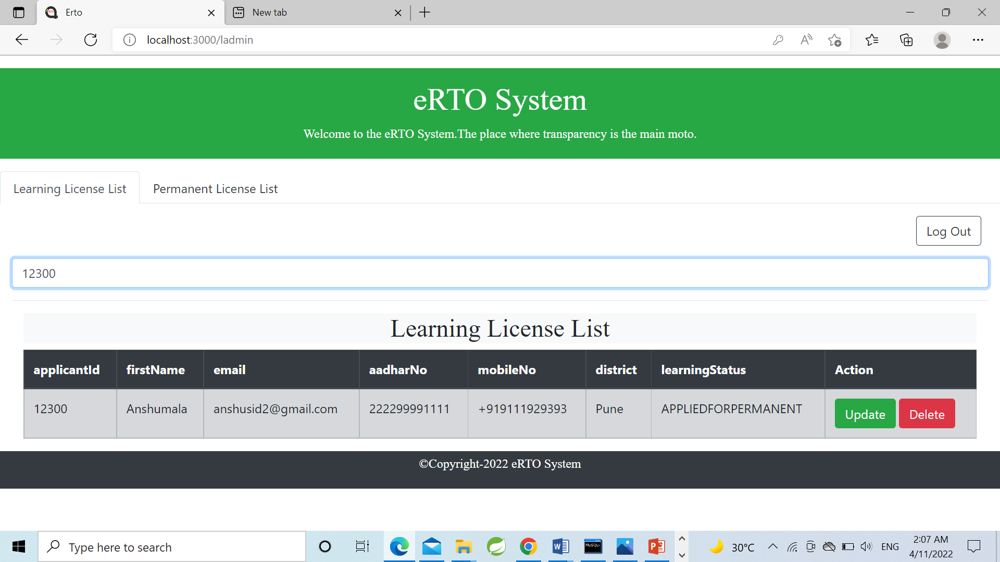 Erto
New tab
localhost:3000/ladmin
eRTO System
Welcome to the eRTO System.The place where transparency is the main moto.
Learning License List
Permanent License List
Log Out
12300
Learning License List
applicantId firstName email aadharNo mobileNo district learningStatus Action
12300 Anshumala anshusid2@gmail.com 222299991111 +919111929393 Pune APPLIEDFORPERMANENT Update Delete
©Copyright-2022 eRTO System
Type here to search
MySQL
30°C
ENG
2:07 AM
4/11/2022